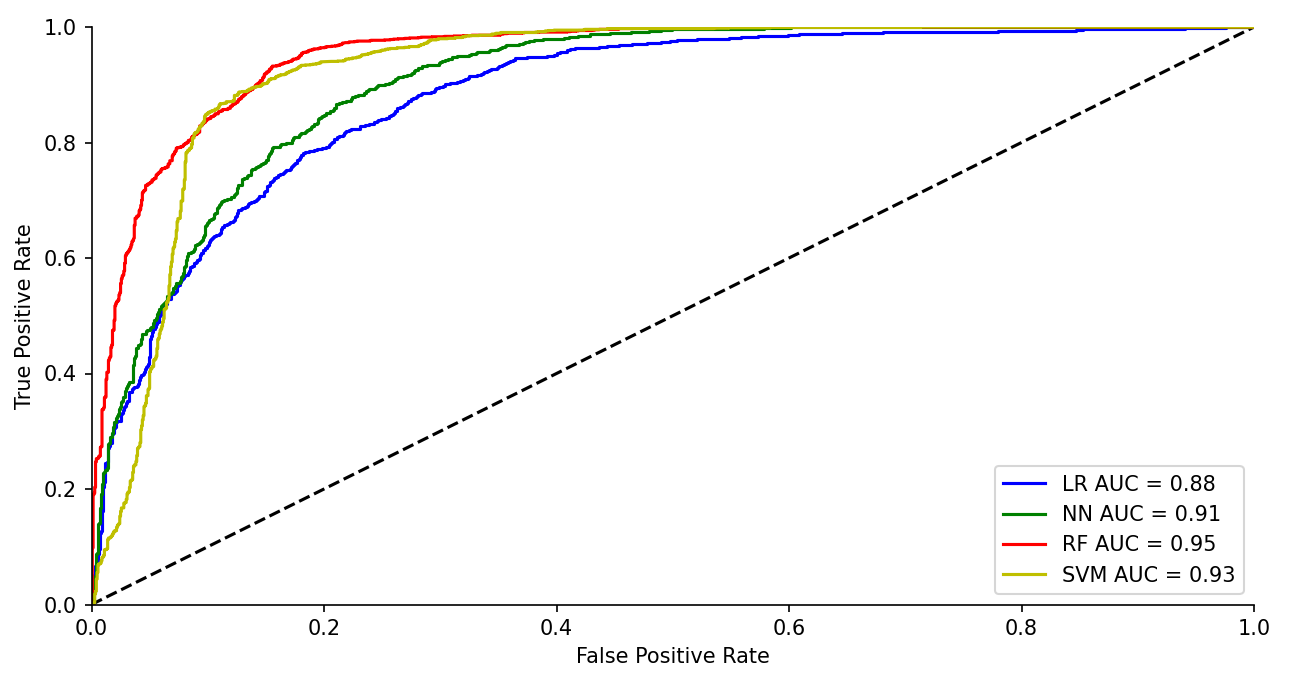 1.0
0.8
0.6
0.4
0.2
0.0
True Positive Rate
LR AUC = 0.88
NN AUC = 0.91
RF AUC = 0.95
SVM AUC = 0.93
0.0 0.2 0.4 0.6 0.8 1.0
False Positive Rate